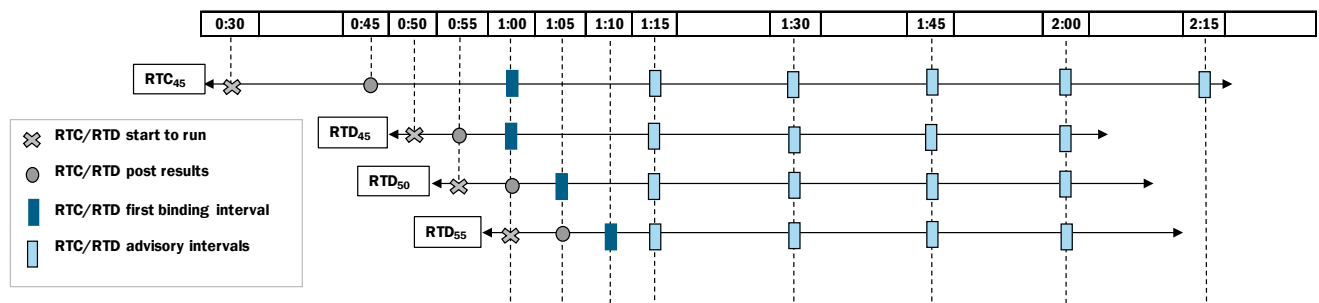 0:30 0:45 0:50 0:55 1:00 1:05 1:10 1:15 1:30 1:45 2:00 2:15
RTC45
RTD45
RTC/RTD start to run
RTC/RTD post results
RTD50
RTC/RTD first binding interval
RTD55
RTC/RTD advisory intervals